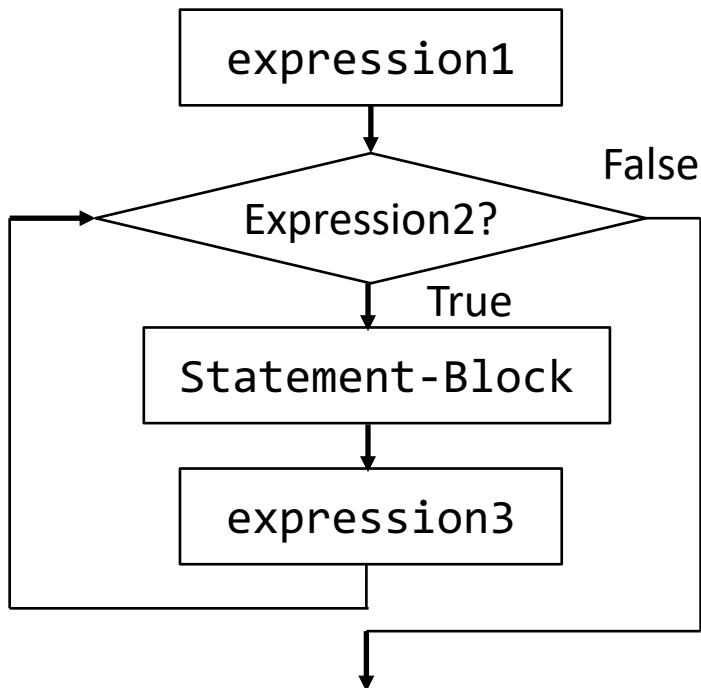 expression1
False
Expression2?
True
Statement-Block
expression3